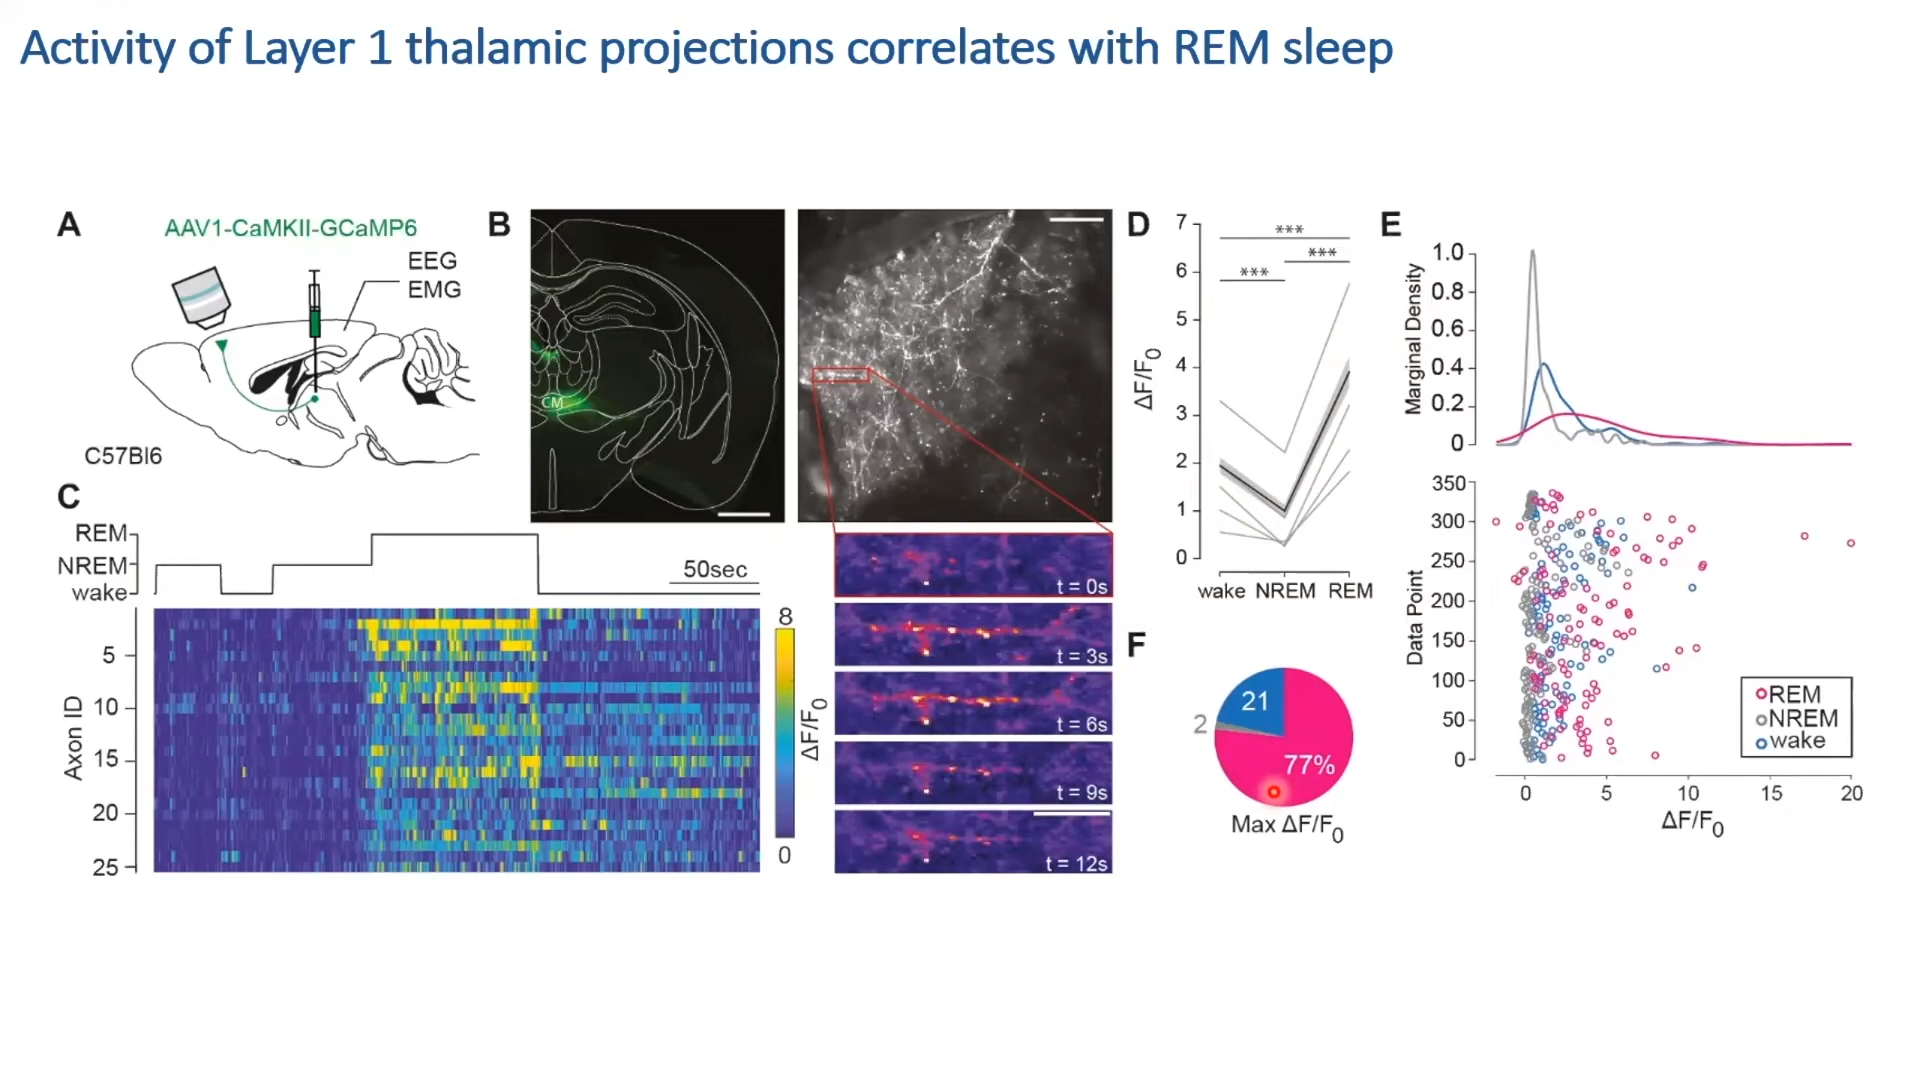 Activity of Layer 1 thalamic projections correlates with REM sleep
A
AAV1-CaMKII-GCaMP6
EEG
EMG
C57Bl6
B
CM
t = 0s
t = 3s
t = 6s
t = 9s
t = 12s
C
REM
NREM
wake
50sec
Axon ID
5
10
15
20
25
8
0
ΔF/F0
D
7
6
5
4
3
2
1
0
ΔF/F0
***
***
***
wake NREM REM
E
Marginal Density
1.0
0.8
0.6
0.4
0.2
0
Data Point
350
300
250
200
150
100
50
0
REM
NREM
wake
0 5 10 15 20
ΔF/F0
F
21
2
77%
Max ΔF/F0